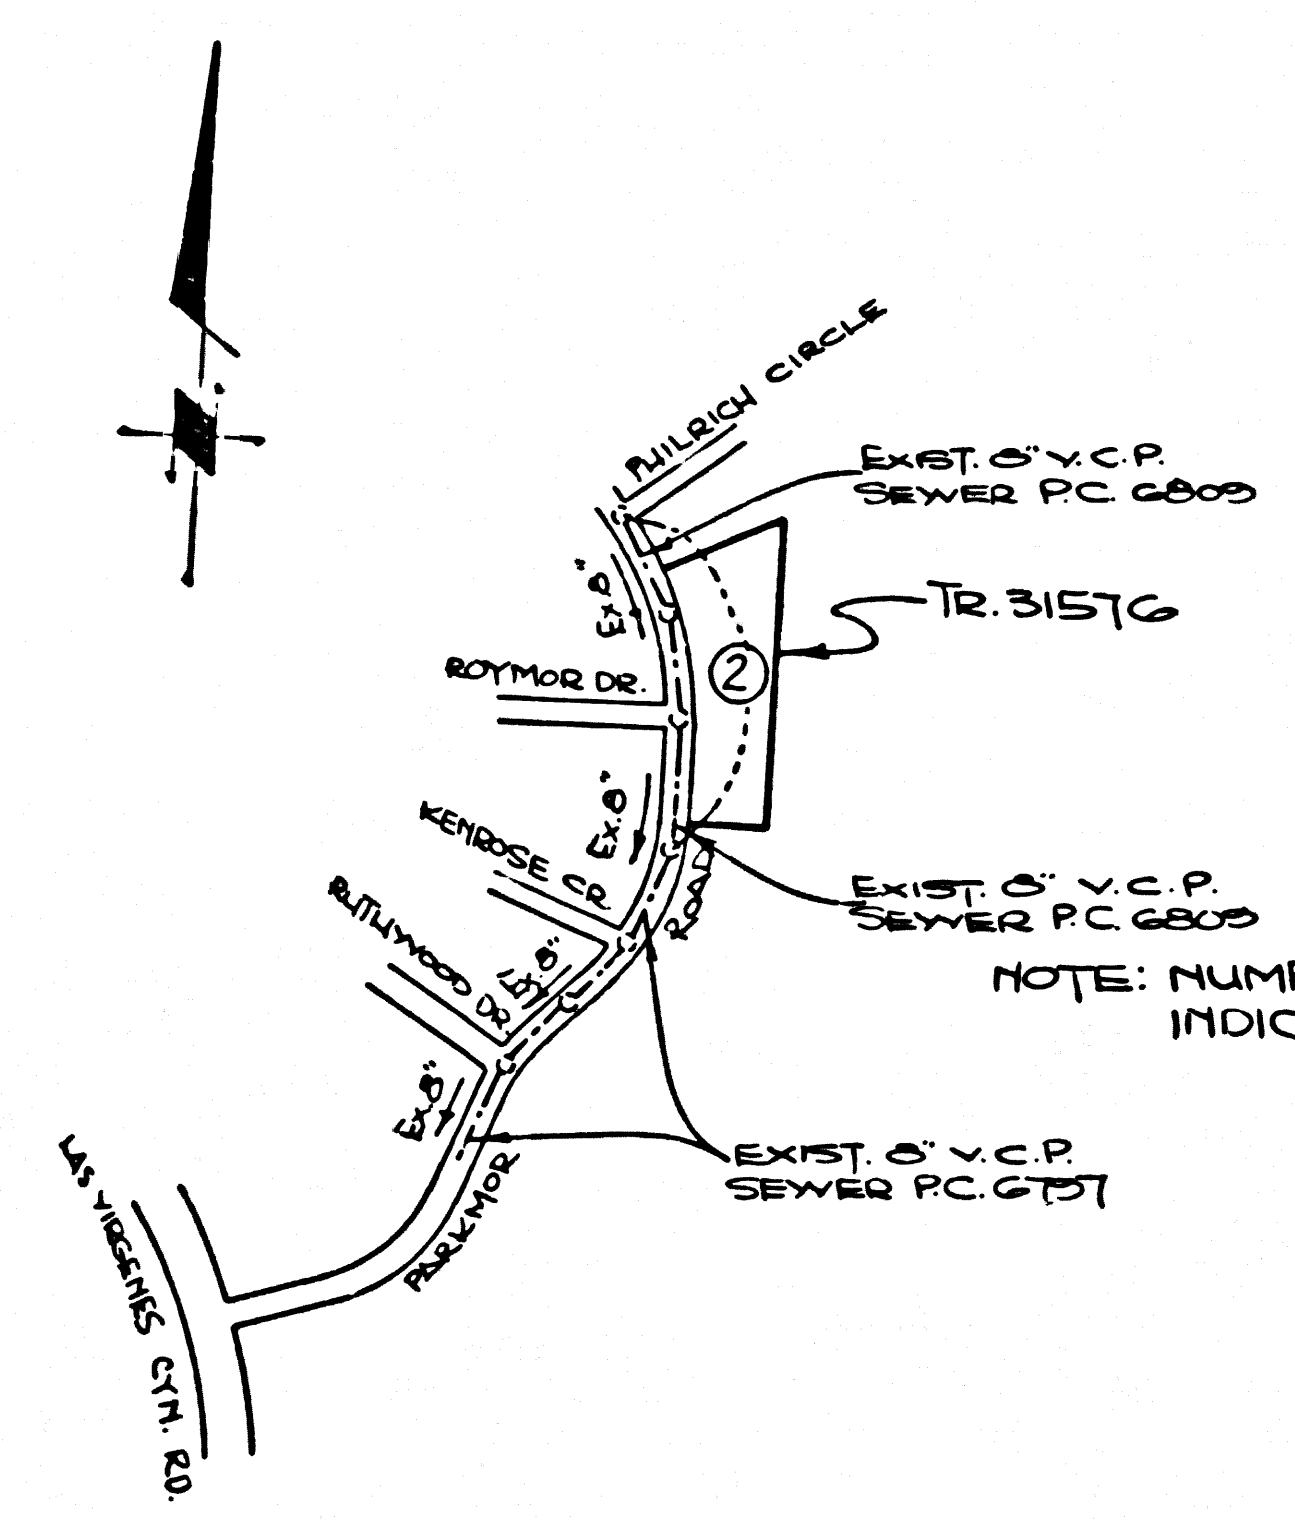 PHILRICH CIRCLE
EXIST. 8" V.C.P.
SEWER P.C. 6809
Ex. 8"
TR. 31576
ROYMOR DR.
2
Ex. 8"
KENROSE CR.
EXIST. 8" V.C.P.
SEWER P.C. 6809
ROAD
RUTHWOOD DR.
Ex. 8"
NOTE: NUM
INDIC
Ex. 8"
EXIST. 8" V.C.P.
SEWER P.C. 6757
PARKMOR
LAS VIRGENES CYN. RD.